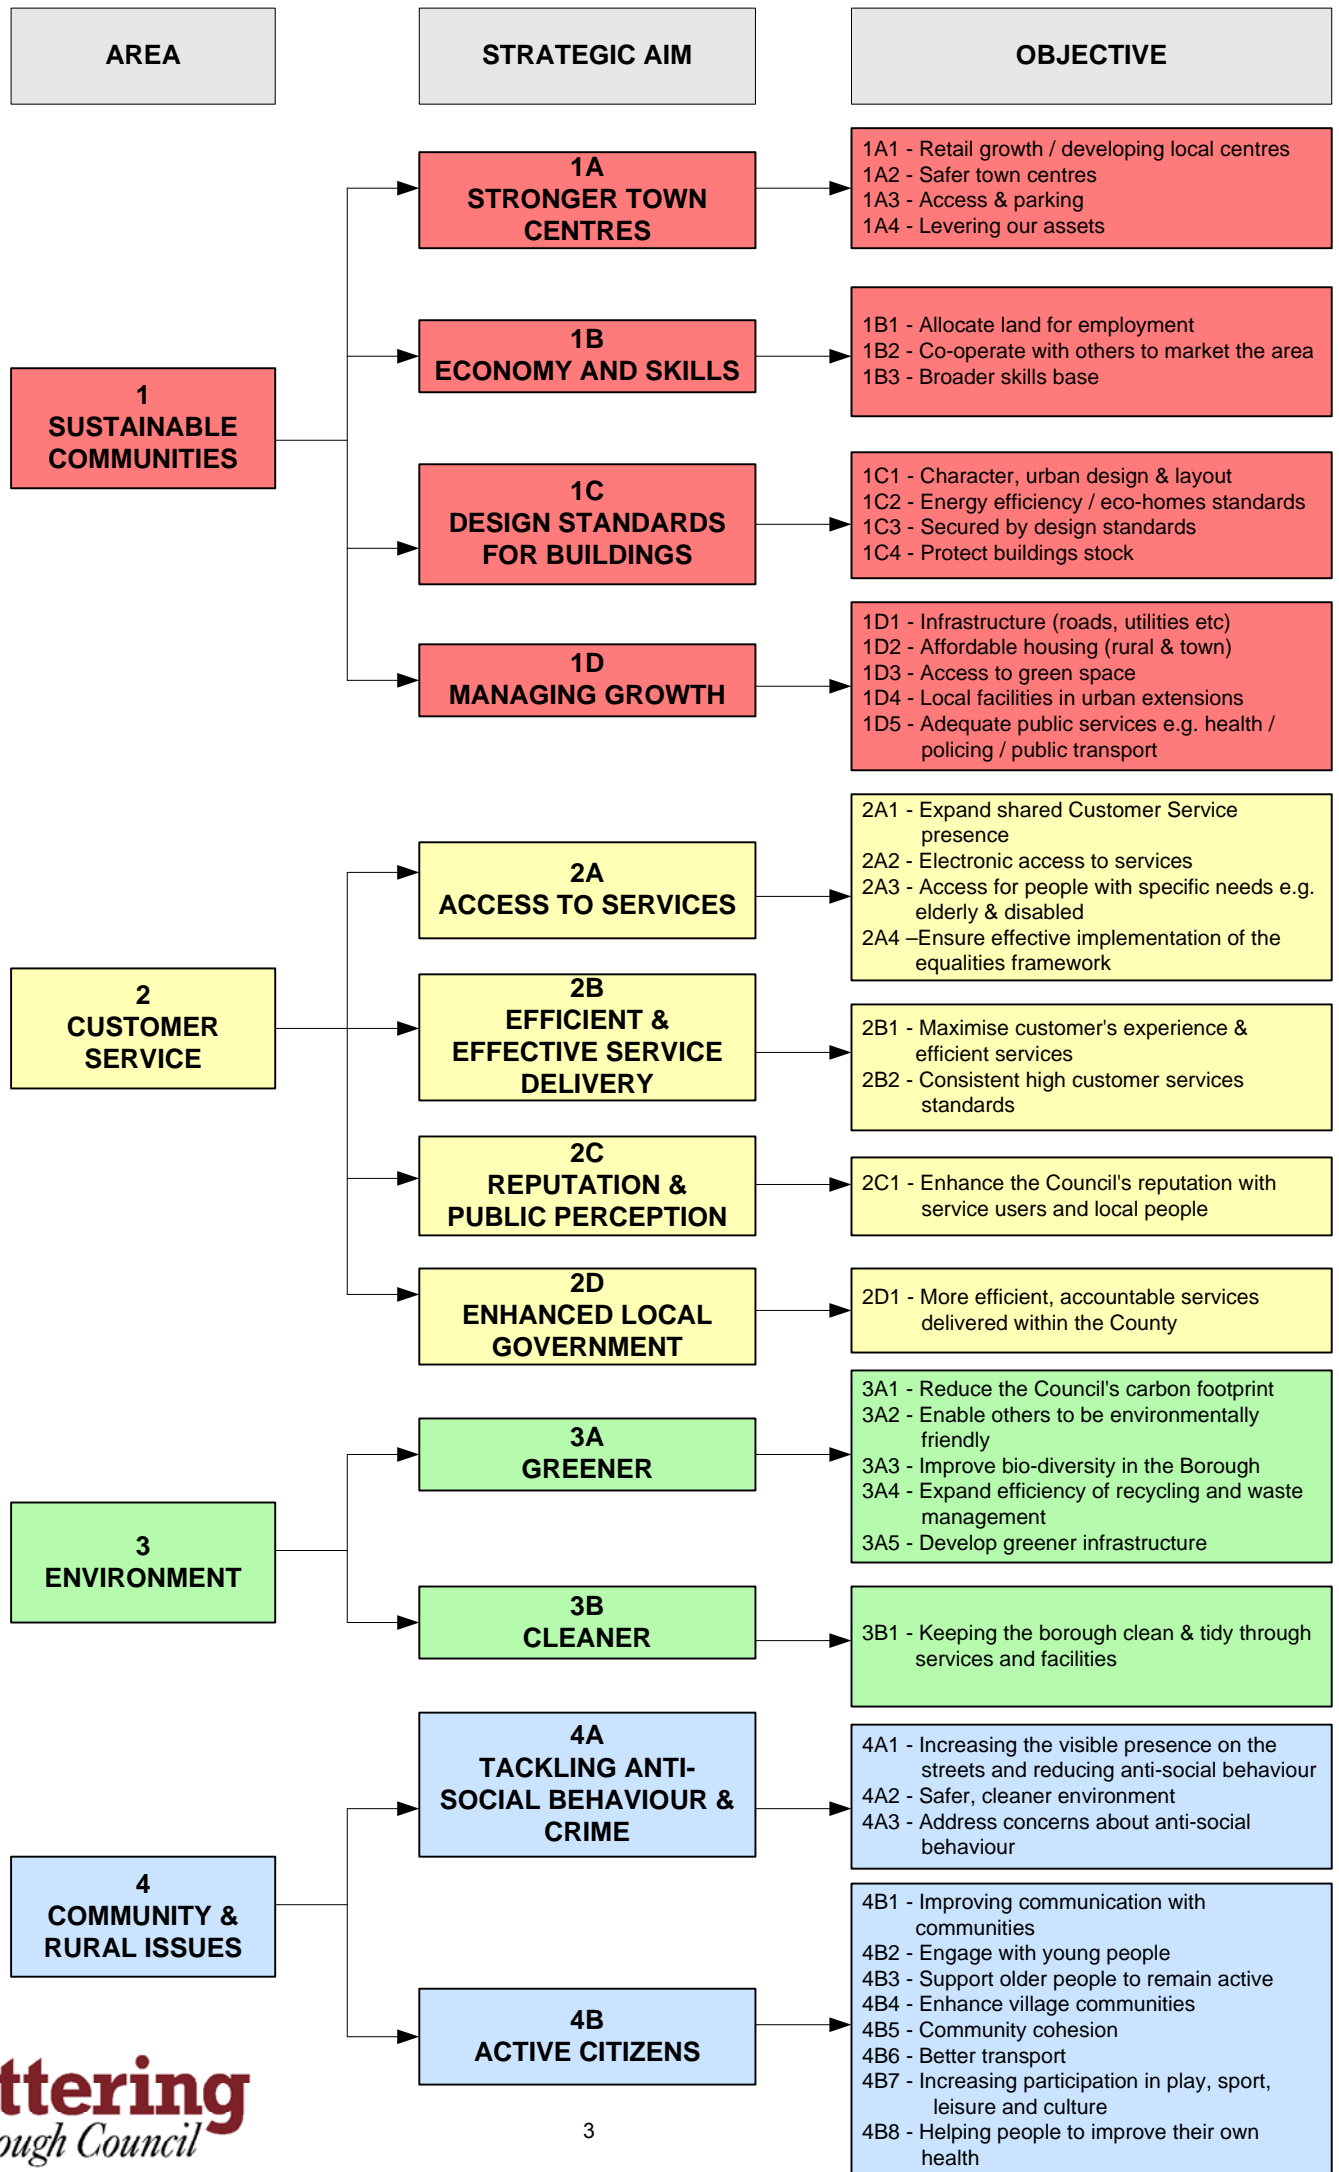 AREA
STRATEGIC AIM
OBJECTIVE
1
SUSTAINABLE
COMMUNITIES
1A
STRONGER TOWN
CENTRES
1A1 - Retail growth / developing local centres
1A2 - Safer town centres
1A3 - Access & parking
1A4 - Levering our assets
1B
ECONOMY AND SKILLS
1B1 - Allocate land for employment
1B2 - Co-operate with others to market the area
1B3 - Broader skills base
1C
DESIGN STANDARDS
FOR BUILDINGS
1C1 - Character, urban design & layout
1C2 - Energy efficiency / eco-homes standards
1C3 - Secured by design standards
1C4 - Protect buildings stock
1D
MANAGING GROWTH
1D1 - Infrastructure (roads, utilities etc)
1D2 - Affordable housing (rural & town)
1D3 - Access to green space
1D4 - Local facilities in urban extensions
1D5 - Adequate public services e.g. health /
policing / public transport
2
CUSTOMER
SERVICE
2A
ACCESS TO SERVICES
2A1 - Expand shared Customer Service
presence
2A2 - Electronic access to services
2A3 - Access for people with specific needs e.g.
elderly & disabled
2A4 –Ensure effective implementation of the
equalities framework
2B
EFFICIENT &
EFFECTIVE SERVICE
DELIVERY
2B1 - Maximise customer's experience &
efficient services
2B2 - Consistent high customer services
standards
2C
REPUTATION &
PUBLIC PERCEPTION
2C1 - Enhance the Council's reputation with
service users and local people
2D
ENHANCED LOCAL
GOVERNMENT
2D1 - More efficient, accountable services
delivered within the County
3
ENVIRONMENT
3A
GREENER
3A1 - Reduce the Council's carbon footprint
3A2 - Enable others to be environmentally
friendly
3A3 - Improve bio-diversity in the Borough
3A4 - Expand efficiency of recycling and waste
management
3A5 - Develop greener infrastructure
3B
CLEANER
3B1 - Keeping the borough clean & tidy through
services and facilities
4
COMMUNITY &
RURAL ISSUES
4A
TACKLING ANTI-
SOCIAL BEHAVIOUR &
CRIME
4A1 - Increasing the visible presence on the
streets and reducing anti-social behaviour
4A2 - Safer, cleaner environment
4A3 - Address concerns about anti-social
behaviour
4B
ACTIVE CITIZENS
4B1 - Improving communication with
communities
4B2 - Engage with young people
4B3 - Support older people to remain active
4B4 - Enhance village communities
4B5 - Community cohesion
4B6 - Better transport
4B7 - Increasing participation in play, sport,
leisure and culture
4B8 - Helping people to improve their own
health
ttering
ough Council
3